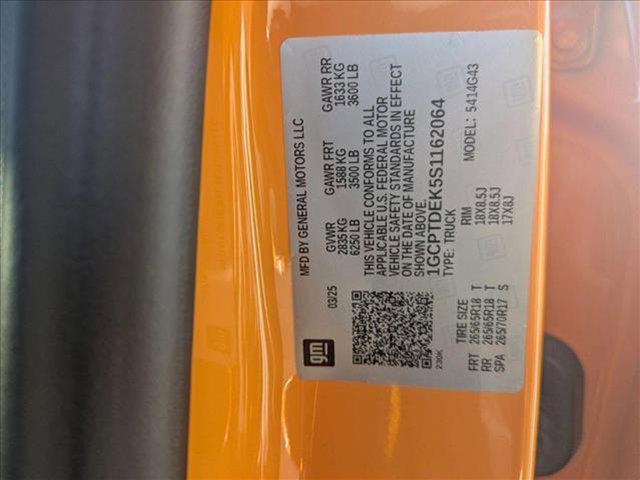 MFD BY GENERAL MOTORS LLC
03/25
GVWR GAWR FRT GAWR RR
2835 KG 1588 KG 1633 KG
6250 LB 3500 LB 3600 LB
THIS VEHICLE CONFORMS TO ALL
APPLICABLE U.S. FEDERAL MOTOR
VEHICLE SAFETY STANDARDS IN EFFECT
ON THE DATE OF MANUFACTURE
SHOWN ABOVE.
1GCPTDEK5S1162064
TYPE: TRUCK MODEL: 5414G43
gm
230K
TIRE SIZE RIM
FRT 265/65R18 T 18X8.5J
RR 265/65R18 T 18X8.5J
SPA 265/70R17 S 17X8J